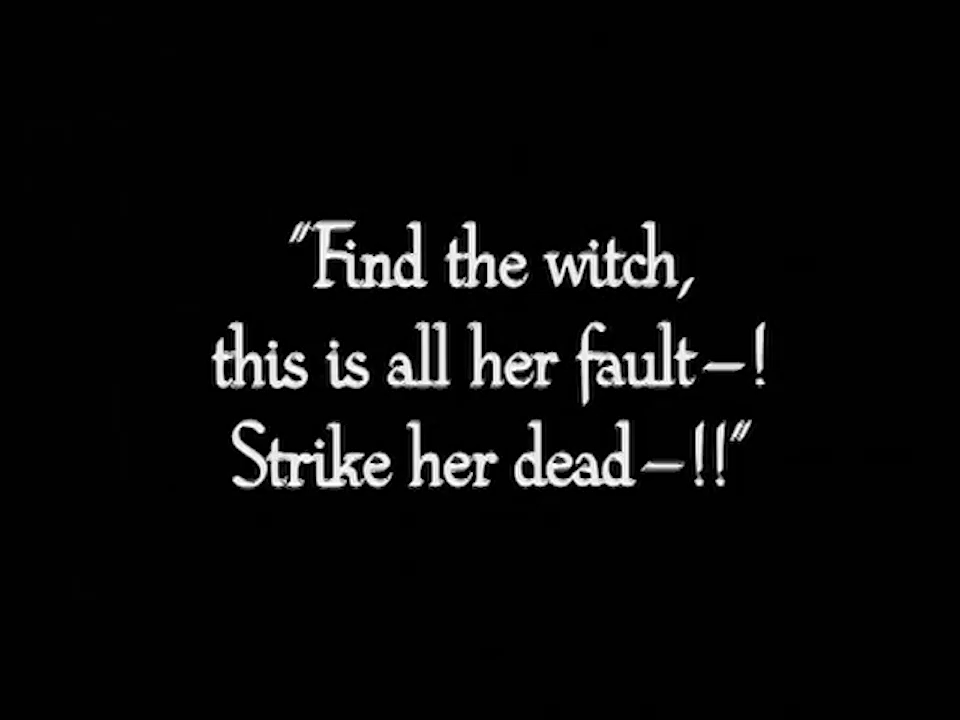 "Find the witch,
this is all her fault—!
Strike her dead—!!"